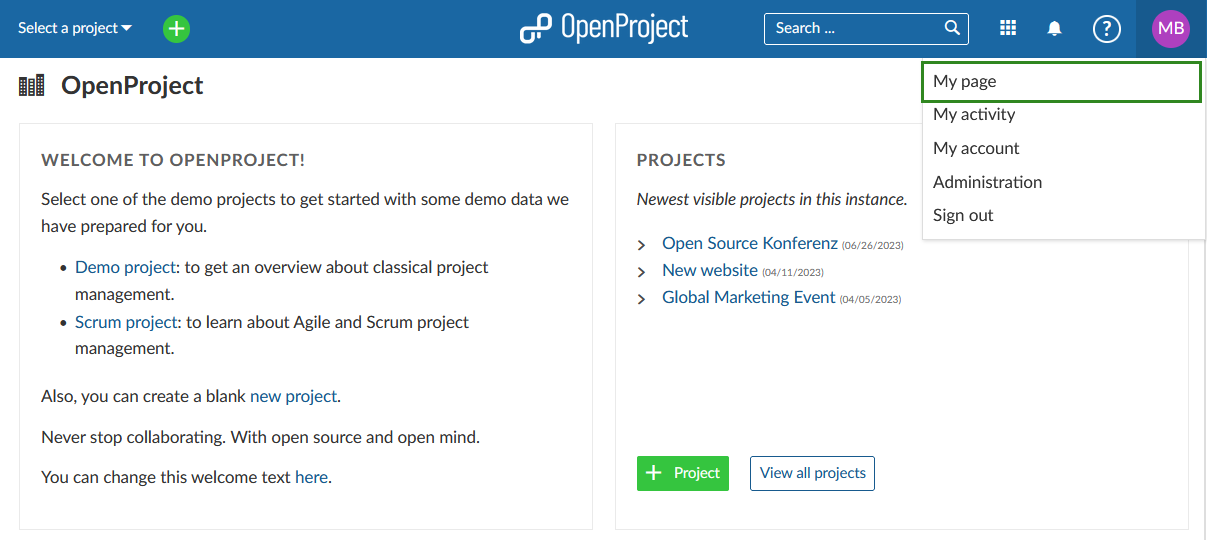 Select a project
OpenProject
Search ...
?
MB
My page
My activity
My account
Administration
Sign out
OpenProject
WELCOME TO OPENPROJECT!
Select one of the demo projects to get started with some demo data we
have prepared for you.
• Demo project: to get an overview about classical project
management.
• Scrum project: to learn about Agile and Scrum project
management.
Also, you can create a blank new project.
Never stop collaborating. With open source and open mind.
You can change this welcome text here.
PROJECTS
Newest visible projects in this instance.
Open Source Konferenz (06/26/2023)
New website (04/11/2023)
Global Marketing Event (04/05/2023)
+ Project
View all projects